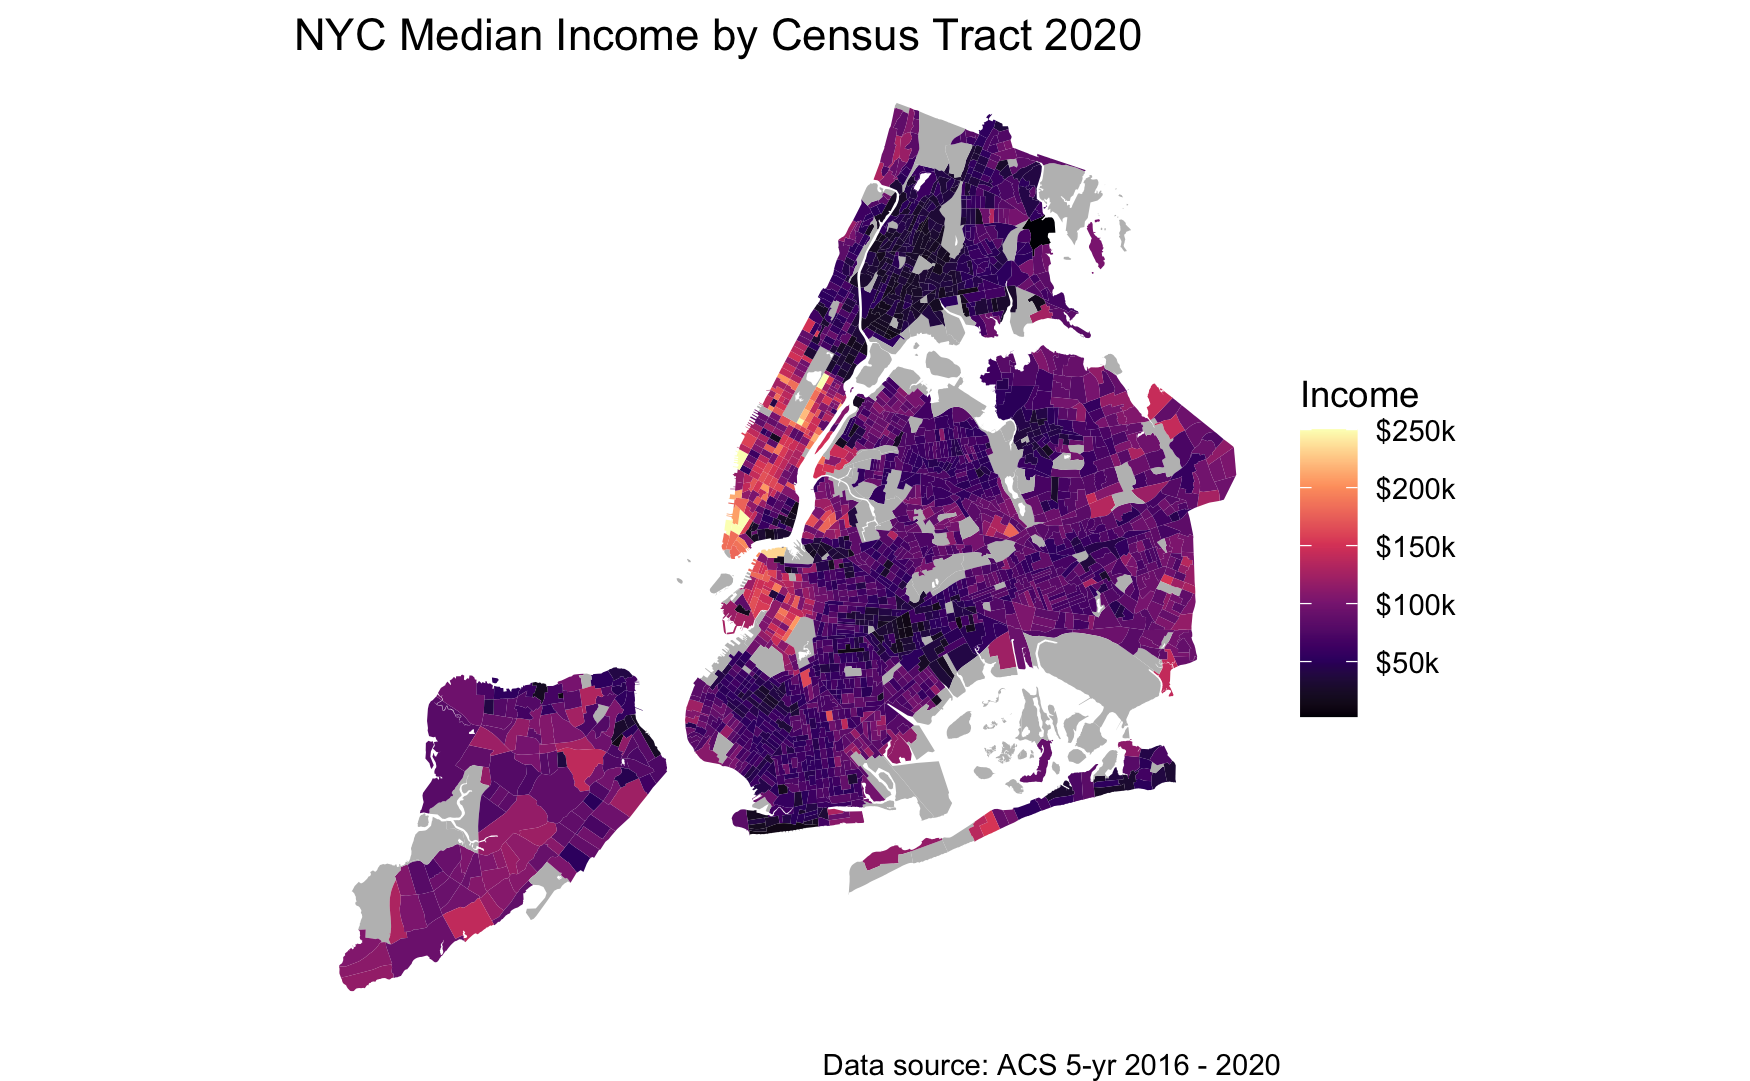 NYC Median Income by Census Tract 2020
Income
$250k
$200k
$150k
$100k
$50k
Data source: ACS 5-yr 2016 - 2020